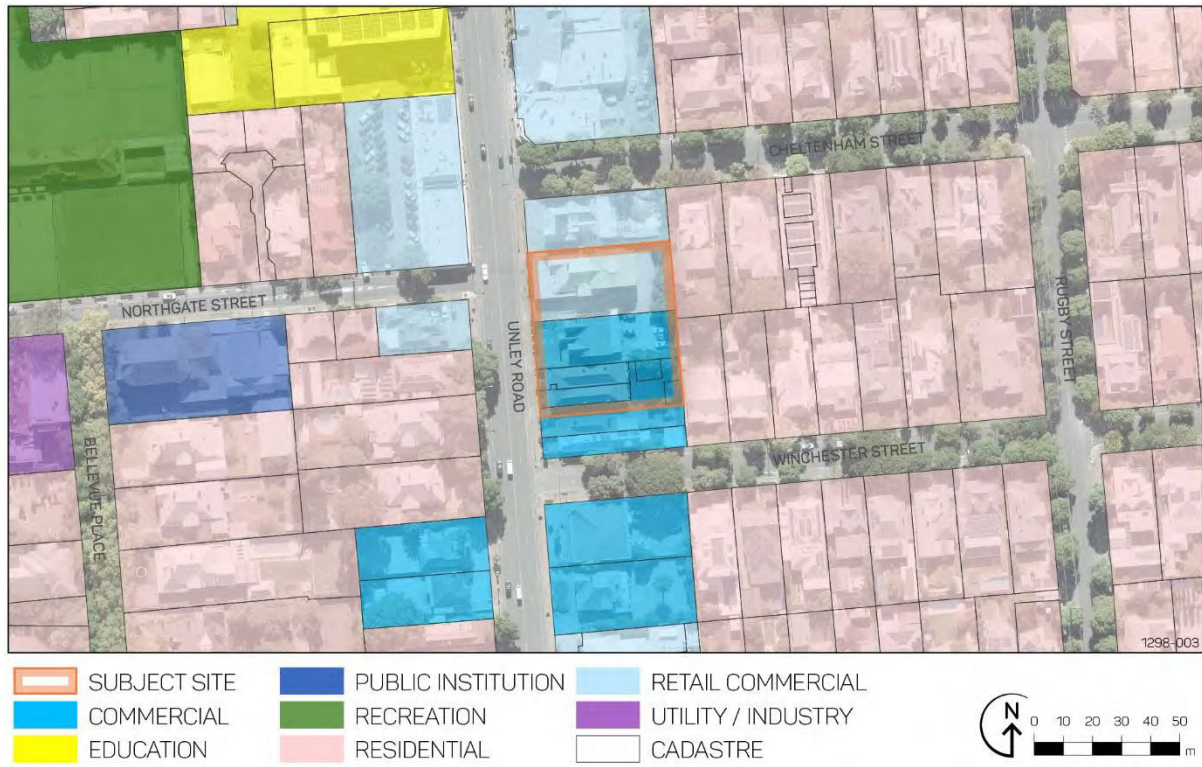 CHELTENHAM STREET
NORTHGATE STREET
UNLEY ROAD
RUGBY STREET
BELLEVUE PLACE
WINCHESTER STREET
1298-003
SUBJECT SITE
PUBLIC INSTITUTION
RETAIL COMMERCIAL
COMMERCIAL
RECREATION
UTILITY / INDUSTRY
EDUCATION
RESIDENTIAL
CADASTRE
N
0 10 20 30 40 50
m